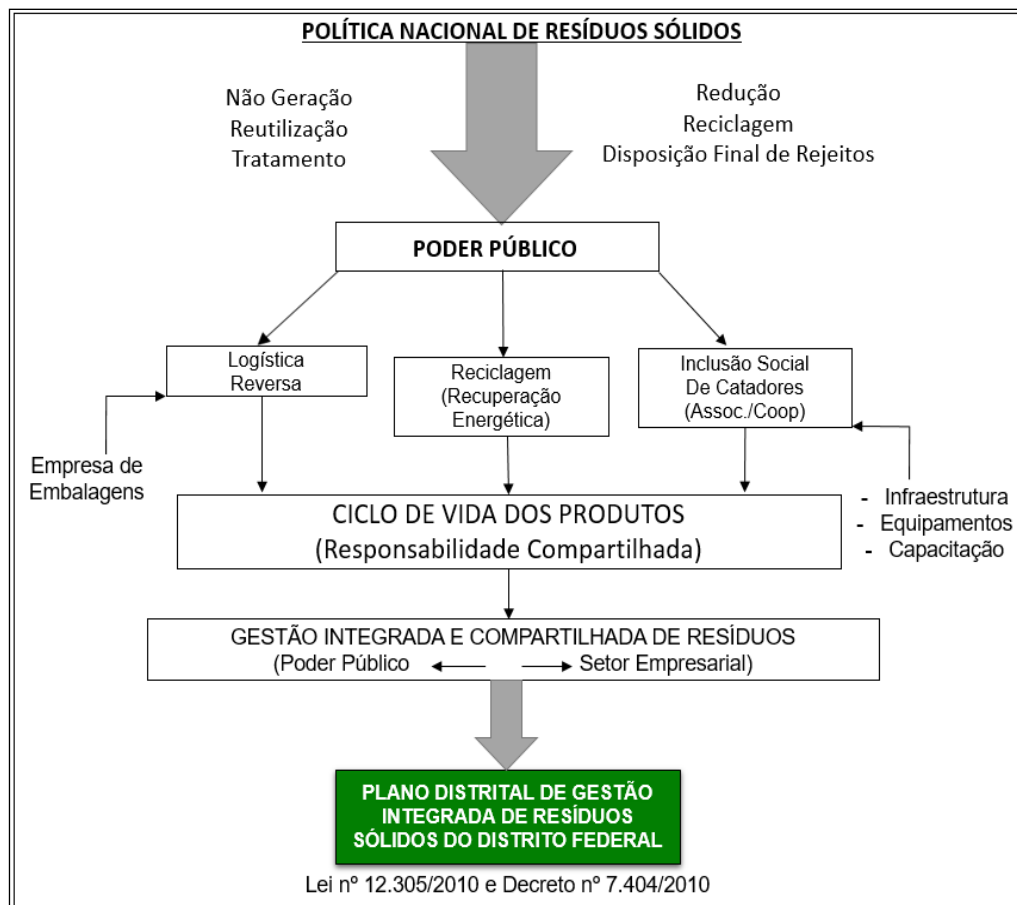 POLÍTICA NACIONAL DE RESÍDUOS SÓLIDOS
Não Geração
Reutilização
Tratamento
Redução
Reciclagem
Disposição Final de Rejeitos
PODER PÚBLICO
Logística
Reversa
Reciclagem
(Recuperação
Energética)
Inclusão Social
De Catadores
(Assoc./Coop)
Empresa de
Embalagens
- Infraestrutura
- Equipamentos
- Capacitação
CICLO DE VIDA DOS PRODUTOS
(Responsabilidade Compartilhada)
GESTÃO INTEGRADA E COMPARTILHADA DE RESÍDUOS
(Poder Público Setor Empresarial)
PLANO DISTRITAL DE GESTÃO
INTEGRADA DE RESÍDUOS
SÓLIDOS DO DISTRITO FEDERAL
Lei nº 12.305/2010 e Decreto nº 7.404/2010